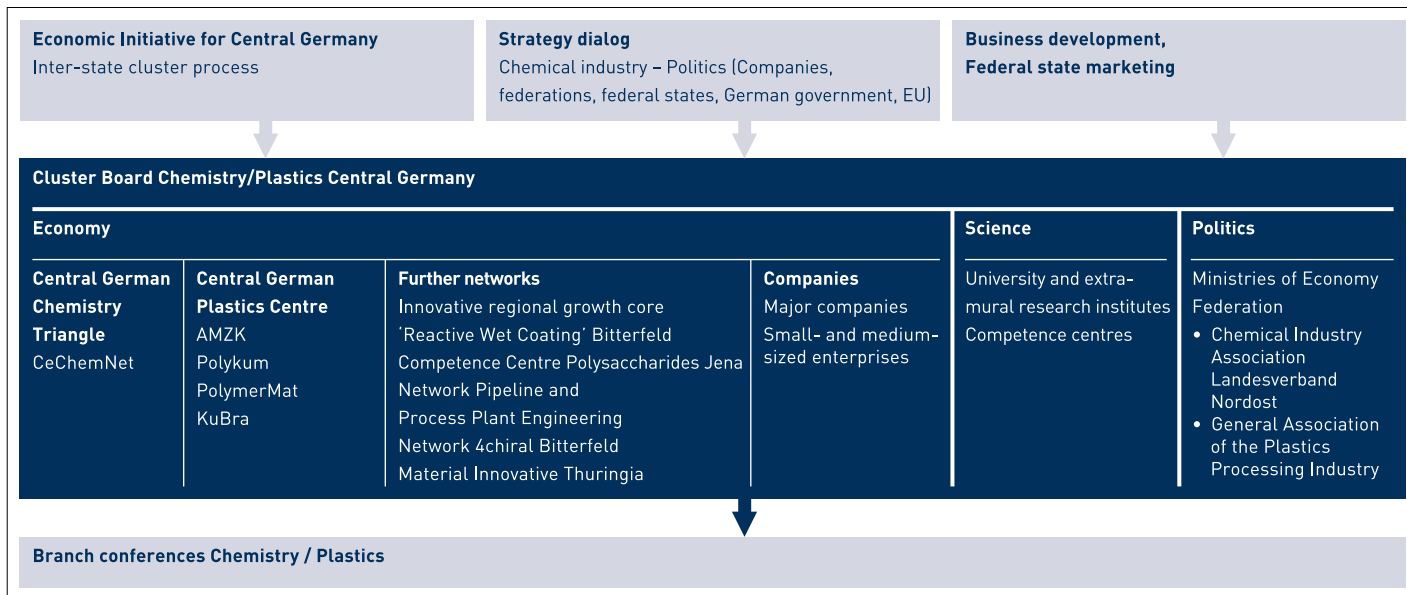 Economic Initiative for Central Germany
Inter-state cluster process
Strategy dialog
Chemical industry – Politics (Companies,
federations, federal states, German government, EU)
Business development,
Federal state marketing
Cluster Board Chemistry/Plastics Central Germany
Economy
Central German
Chemistry
Triangle
CeChemNet
Central German
Plastics Centre
AMZK
Polykum
PolymerMat
KuBra
Further networks
Innovative regional growth core
‘Reactive Wet Coating’ Bitterfeld
Competence Centre Polysaccharides Jena
Network Pipeline and
Process Plant Engineering
Network 4chiral Bitterfeld
Material Innovative Thuringia
Companies
Major companies
Small- and medium-
sized enterprises
Science
University and extra-
mural research institutes
Competence centres
Politics
Ministries of Economy
Federation
• Chemical Industry
Association
Landesverband
Nordost
• General Association
of the Plastics
Processing Industry
Branch conferences Chemistry / Plastics